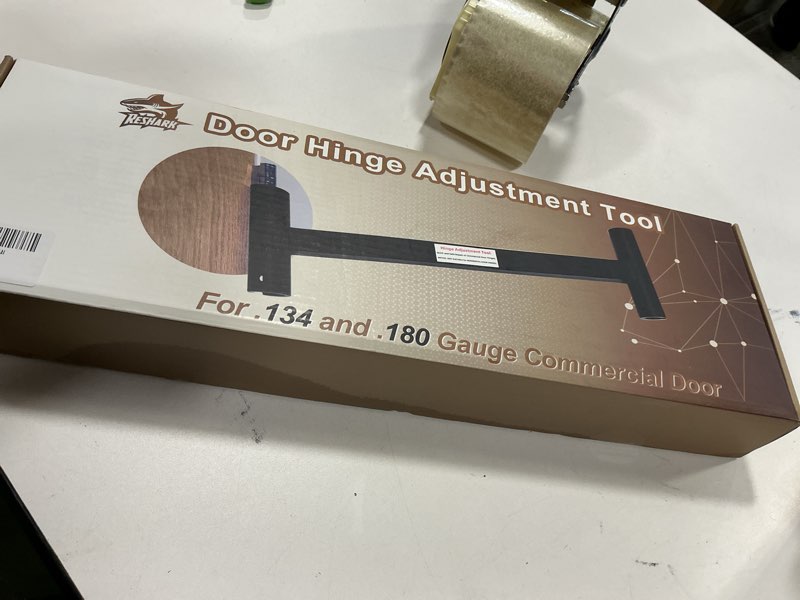 RESHARK
Door Hinge Adjustment Tool
Hinge Adjustment Tool
For .134 and .180 Gauge Commercial Door